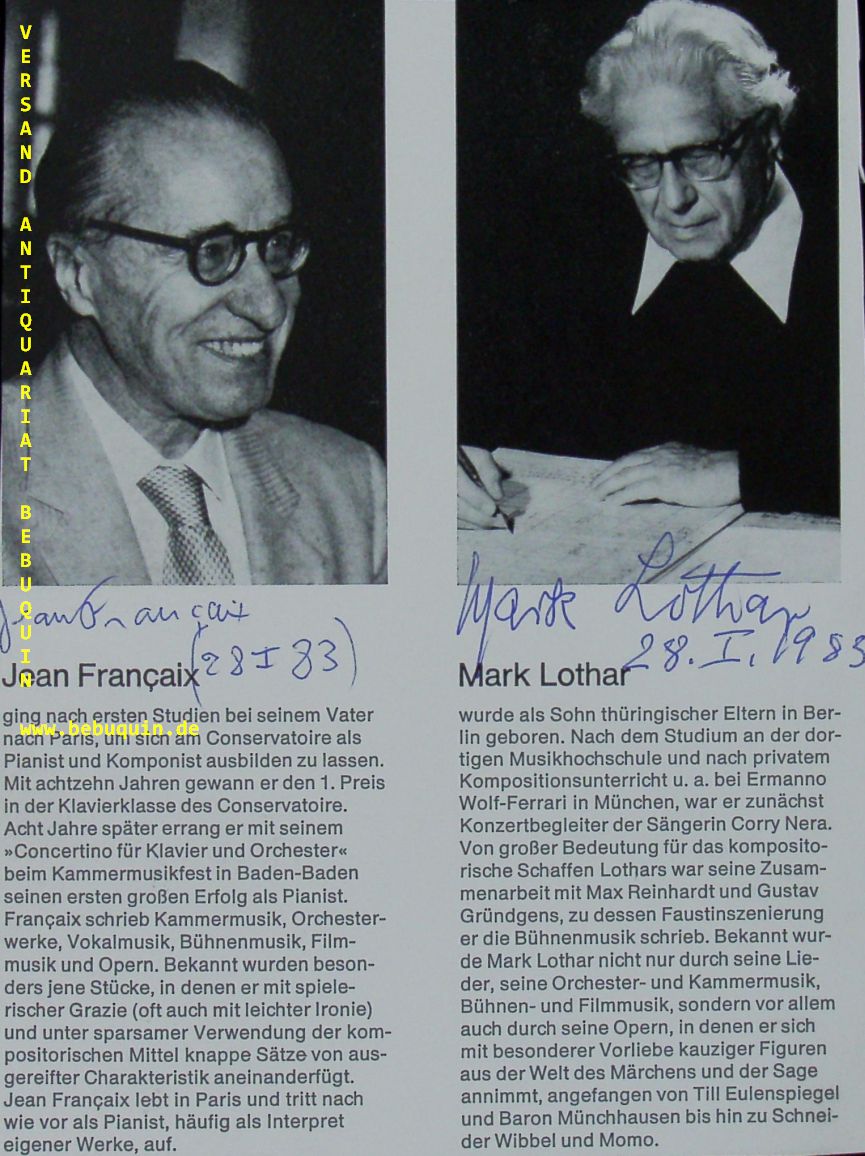 VERSAND ANTIQUARIAT BEBUQUIN
www.bebuquin.de
Jean Françaix
(28 I 83)
Jean Françaix
ging nach ersten Studien bei seinem Vater
nach Paris, um sich am Conservatoire als
Pianist und Komponist ausbilden zu lassen.
Mit achtzehn Jahren gewann er den 1. Preis
in der Klavierklasse des Conservatoire.
Acht Jahre später errang er mit seinem
»Concertino für Klavier und Orchester«
beim Kammermusikfest in Baden-Baden
seinen ersten großen Erfolg als Pianist.
Françaix schrieb Kammermusik, Orchester-
werke, Vokalmusik, Bühnenmusik, Film-
musik und Opern. Bekannt wurden beson-
ders jene Stücke, in denen er mit spiele-
rischer Grazie (oft auch mit leichter Ironie)
und unter sparsamer Verwendung der kom-
positorischen Mittel knappe Sätze von aus-
gereifter Charakteristik aneinanderfügt.
Jean Françaix lebt in Paris und tritt nach
wie vor als Pianist, häufig als Interpret
eigener Werke, auf.
Mark Lothar
28. I. 1983
Mark Lothar
wurde als Sohn thüringischer Eltern in Ber-
lin geboren. Nach dem Studium an der dor-
tigen Musikhochschule und nach privatem
Kompositionsunterricht u. a. bei Ermanno
Wolf-Ferrari in München, war er zunächst
Konzertbegleiter der Sängerin Corry Nera.
Von großer Bedeutung für das komposito-
rische Schaffen Lothars war seine Zusam-
menarbeit mit Max Reinhardt und Gustav
Gründgens, zu dessen Faustinszenierung
er die Bühnenmusik schrieb. Bekannt wur-
de Mark Lothar nicht nur durch seine Lie-
der, seine Orchester- und Kammermusik,
Bühnen- und Filmmusik, sondern vor allem
auch durch seine Opern, in denen er sich
mit besonderer Vorliebe kauziger Figuren
aus der Welt des Märchens und der Sage
annimmt, angefangen von Till Eulenspiegel
und Baron Münchhausen bis hin zu Schnei-
der Wibbel und Momo.